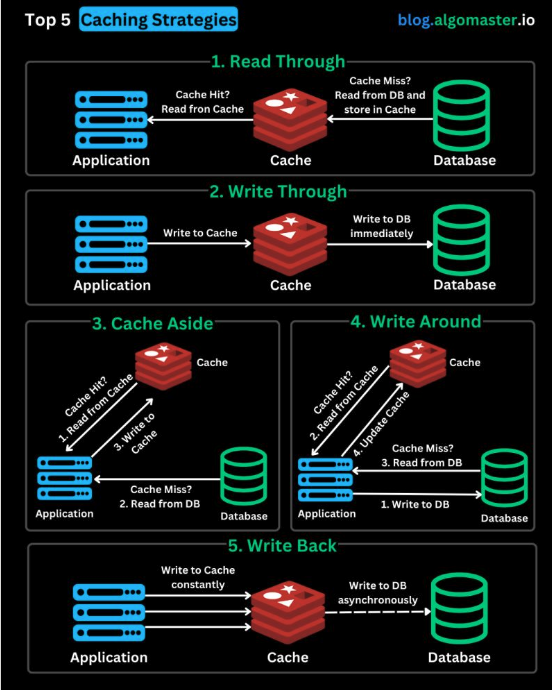 Top 5 Caching Strategies
blog.algomaster.io
1. Read Through
Cache Hit?
Read fron Cache
Cache Miss?
Read from DB and
store in Cache
Application
Cache
Database
2. Write Through
Write to Cache
Write to DB
immediately
Application
Cache
Database
3. Cache Aside
Cache
Cache Hit?
1. Read from Cache
3. Write to
Cache
Cache Miss?
2. Read from DB
Application
Database
4. Write Around
Cache
Cache Hit?
2. Read from Cache
4. Update Cache
Cache Miss?
3. Read from DB
1. Write to DB
Application
Database
5. Write Back
Write to Cache
constantly
Write to DB
asynchronously
Application
Cache
Database